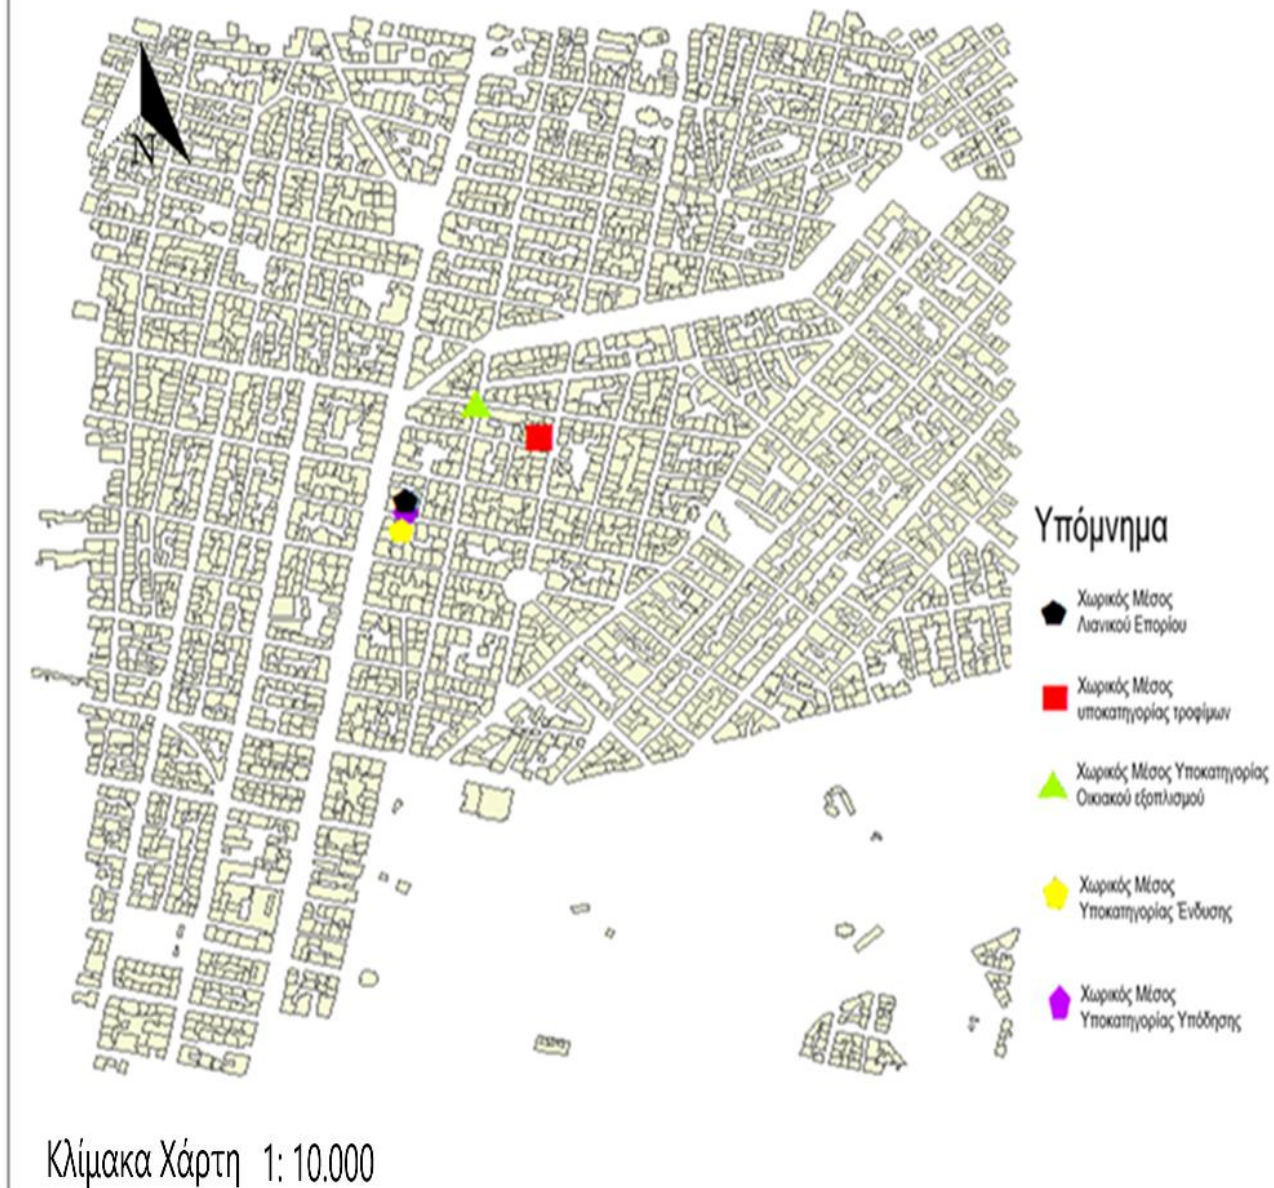 N
Υπόμνημα
Χωρικός Μέσος
Λιανικού Επορίου
Χωρικός Μέσος
υποκατηγορίας τροφίμων
Χωρικός Μέσος Υποκατηγορίας
Οικιακού εξοπλισμού
Χωρικός Μέσος
Υποκατηγορίας Ένδυσης
Χωρικός Μέσος
Υποκατηγορίας Υπόδησης
Κλίμακα Χάρτη 1: 10.000